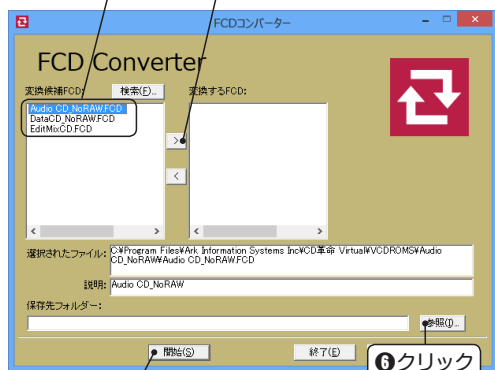 FCDコンバーター
FCD Converter
変換候補FCD:
検索(F)...
変換するFCD:
Audio CD_NoRAW.FCD
DataCD_NoRAW.FCD
EditMixCD.FCD
>
<
選択されたファイル:
C:¥Program Files¥Ark Information Systems Inc¥CD革命 Virtual¥VCDROMS¥Audio
CD_NoRAW¥Audio CD_NoRAW.FCD
説明:
Audio CD_NoRAW
保存先フォルダー:
参照(I)...
開始(S)
終了(E)
❻クリック